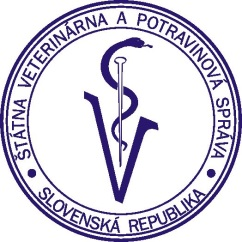 ŠTÁTNA VETERINÁRNA A POTRAVINOVÁ SPRÁVA
SLOVENSKÁ REPUBLIKA
V